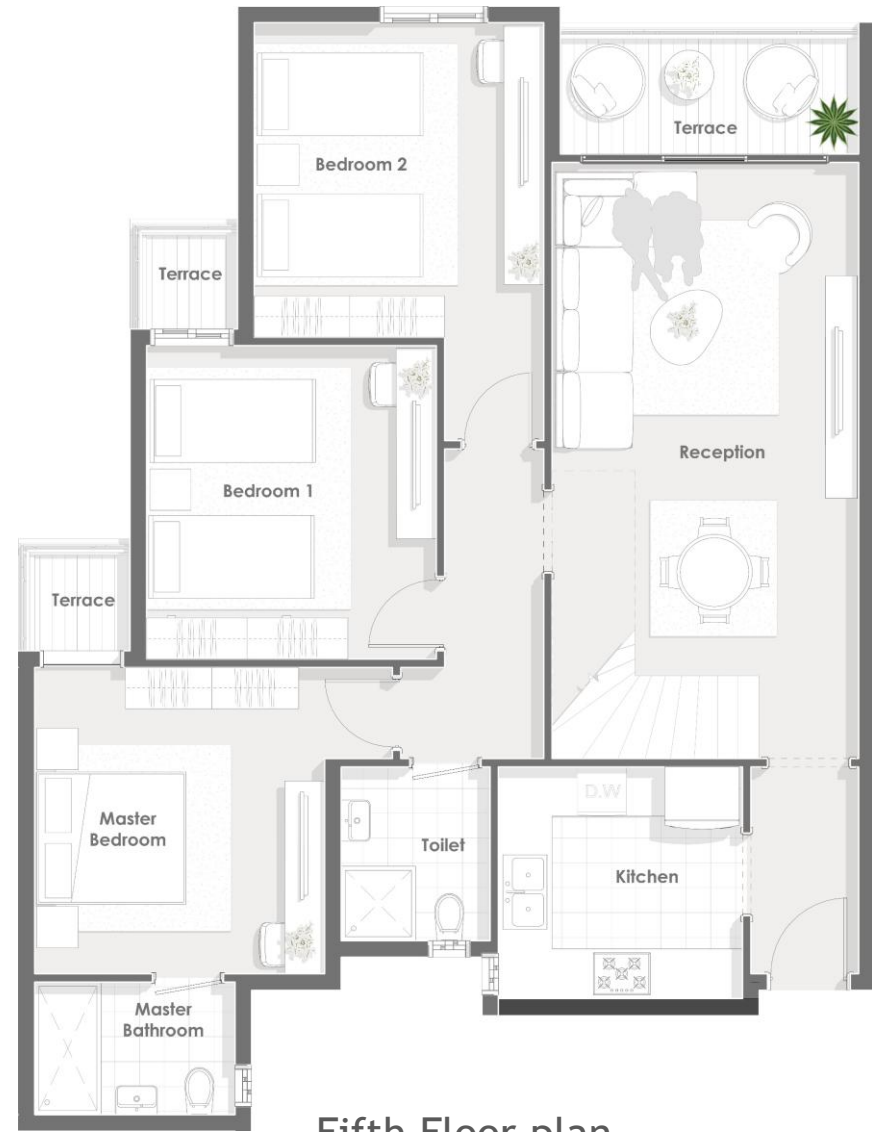 Bedroom 2
Terrace
Terrace
Bedroom 1
Reception
Terrace
Master
Bedroom
D.W
Toilet
Kitchen
Master
Bathroom
Fifth Floor plan